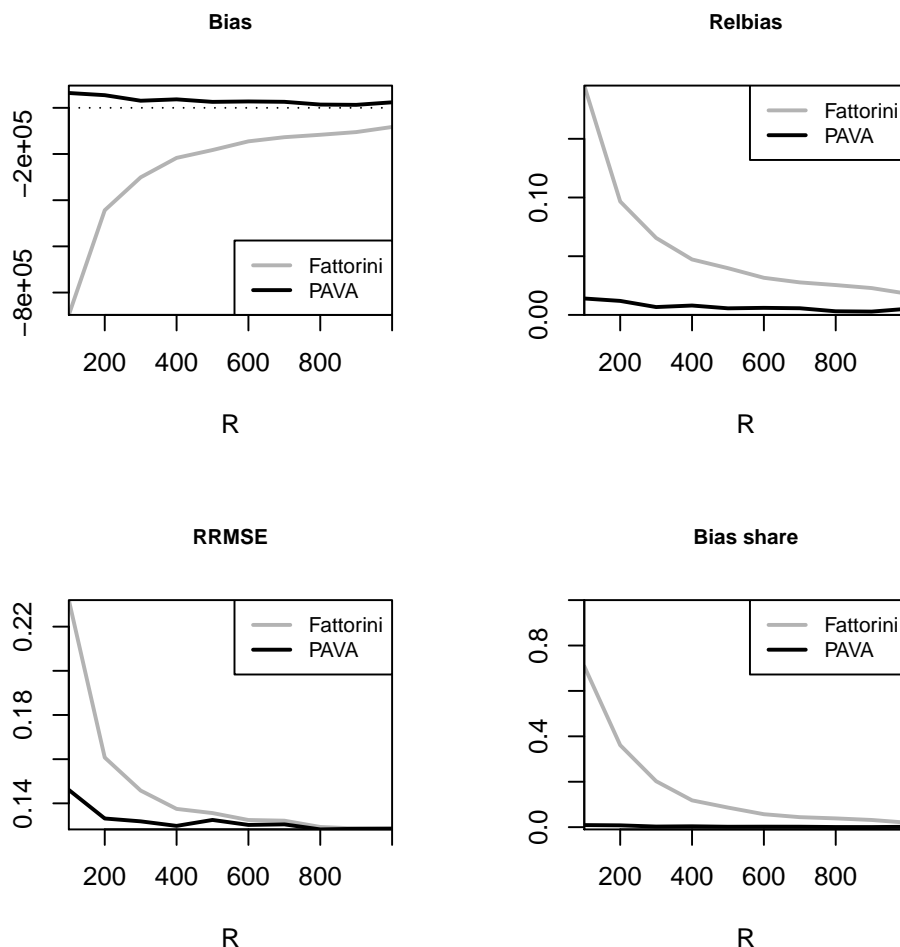 Bias
−2e+05
−8e+05
Fattorini
PAVA
200 400 600 800
R
Relbias
0.10
0.00
Fattorini
PAVA
200 400 600 800
R
RRMSE
0.22
0.18
0.14
Fattorini
PAVA
200 400 600 800
R
Bias share
0.8
0.4
0.0
Fattorini
PAVA
200 400 600 800
R